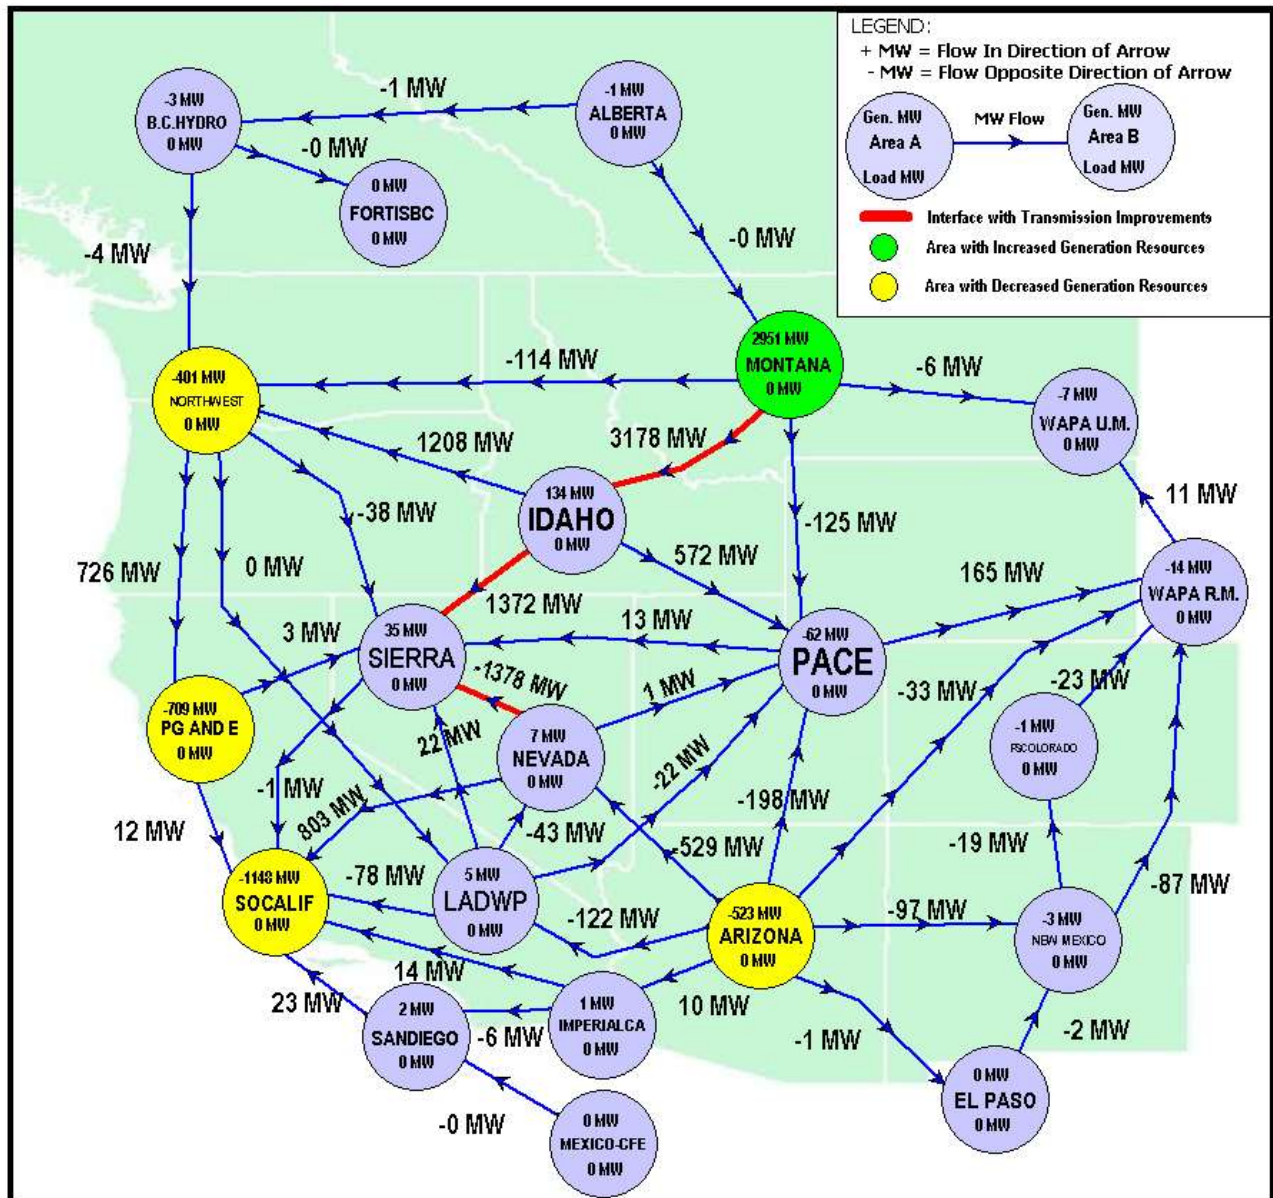 LEGEND:
+ MW = Flow In Direction of Arrow
- MW = Flow Opposite Direction of Arrow
Gen. MW
Area A
Load MW
MW Flow
Gen. MW
Area B
Load MW
Interface with Transmission Improvements
Area with Increased Generation Resources
Area with Decreased Generation Resources
-3 MW
B.C.HYDRO
0 MW
-1 MW
-1 MW
ALBERTA
0 MW
-0 MW
0 MW
FORTISBC
0 MW
-4 MW
-0 MW
-401 MW
NORTHWEST
0 MW
-114 MW
2951 MW
MONTANA
0 MW
-6 MW
-7 MW
WAPA U.M.
0 MW
1208 MW
3178 MW
-38 MW
134 MW
IDAHO
0 MW
-125 MW
11 MW
726 MW
0 MW
572 MW
165 MW
-14 MW
WAPA R.M.
0 MW
1372 MW
3 MW
35 MW
SIERRA
0 MW
13 MW
-62 MW
PACE
0 MW
-1378 MW
1 MW
-33 MW
-23 MW
-709 MW
PG AND E
0 MW
22 MW
7 MW
NEVADA
0 MW
-22 MW
-1 MW
PSCOLORADO
0 MW
-1 MW
803 MW
-198 MW
12 MW
-43 MW
-529 MW
-19 MW
-87 MW
-1148 MW
SOCALIF
0 MW
-78 MW
5 MW
LADWP
0 MW
-122 MW
-523 MW
ARIZONA
0 MW
-97 MW
-3 MW
NEW MEXICO
0 MW
14 MW
23 MW
2 MW
SANDIEGO
0 MW
-6 MW
1 MW
IMPERIALCA
0 MW
10 MW
-1 MW
-2 MW
0 MW
EL PASO
0 MW
-0 MW
0 MW
MEXICO-CFE
0 MW